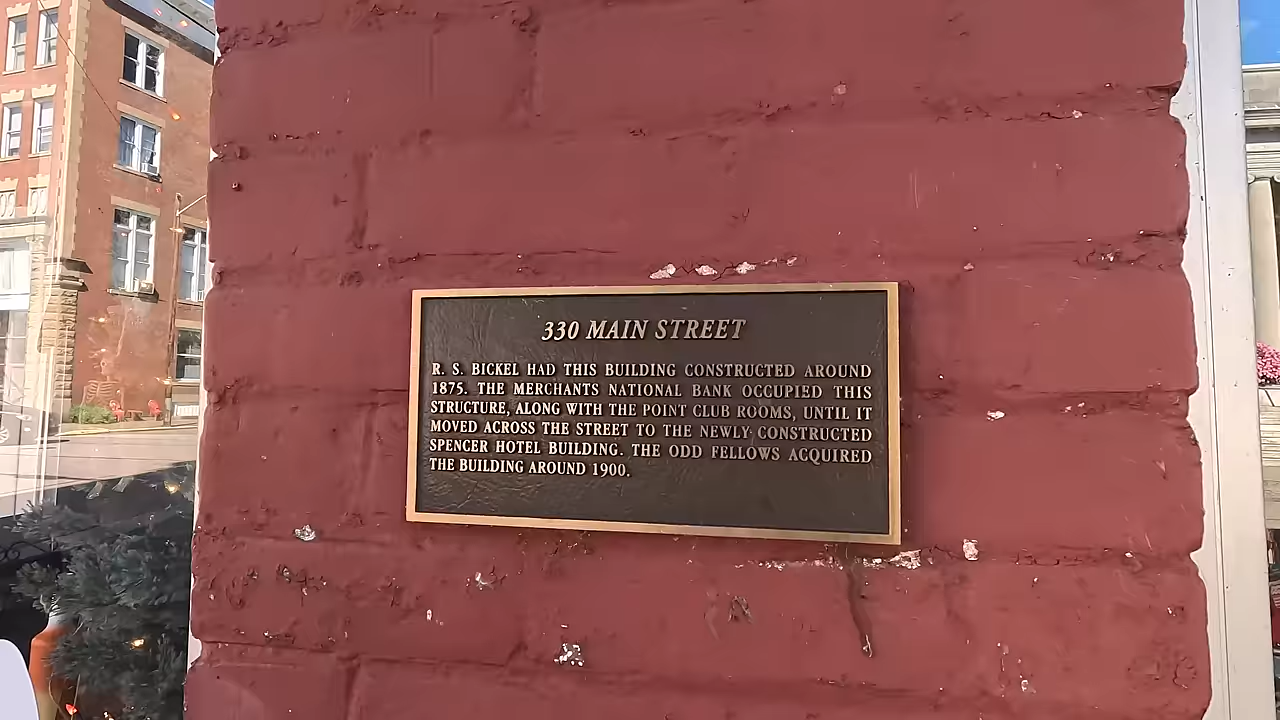 330 MAIN STREET
R. S. BICKEL HAD THIS BUILDING CONSTRUCTED AROUND
1875. THE MERCHANTS NATIONAL BANK OCCUPIED THIS
STRUCTURE, ALONG WITH THE POINT CLUB ROOMS, UNTIL IT
MOVED ACROSS THE STREET TO THE NEWLY CONSTRUCTED
SPENCER HOTEL BUILDING. THE ODD FELLOWS ACQUIRED
THE BUILDING AROUND 1900.